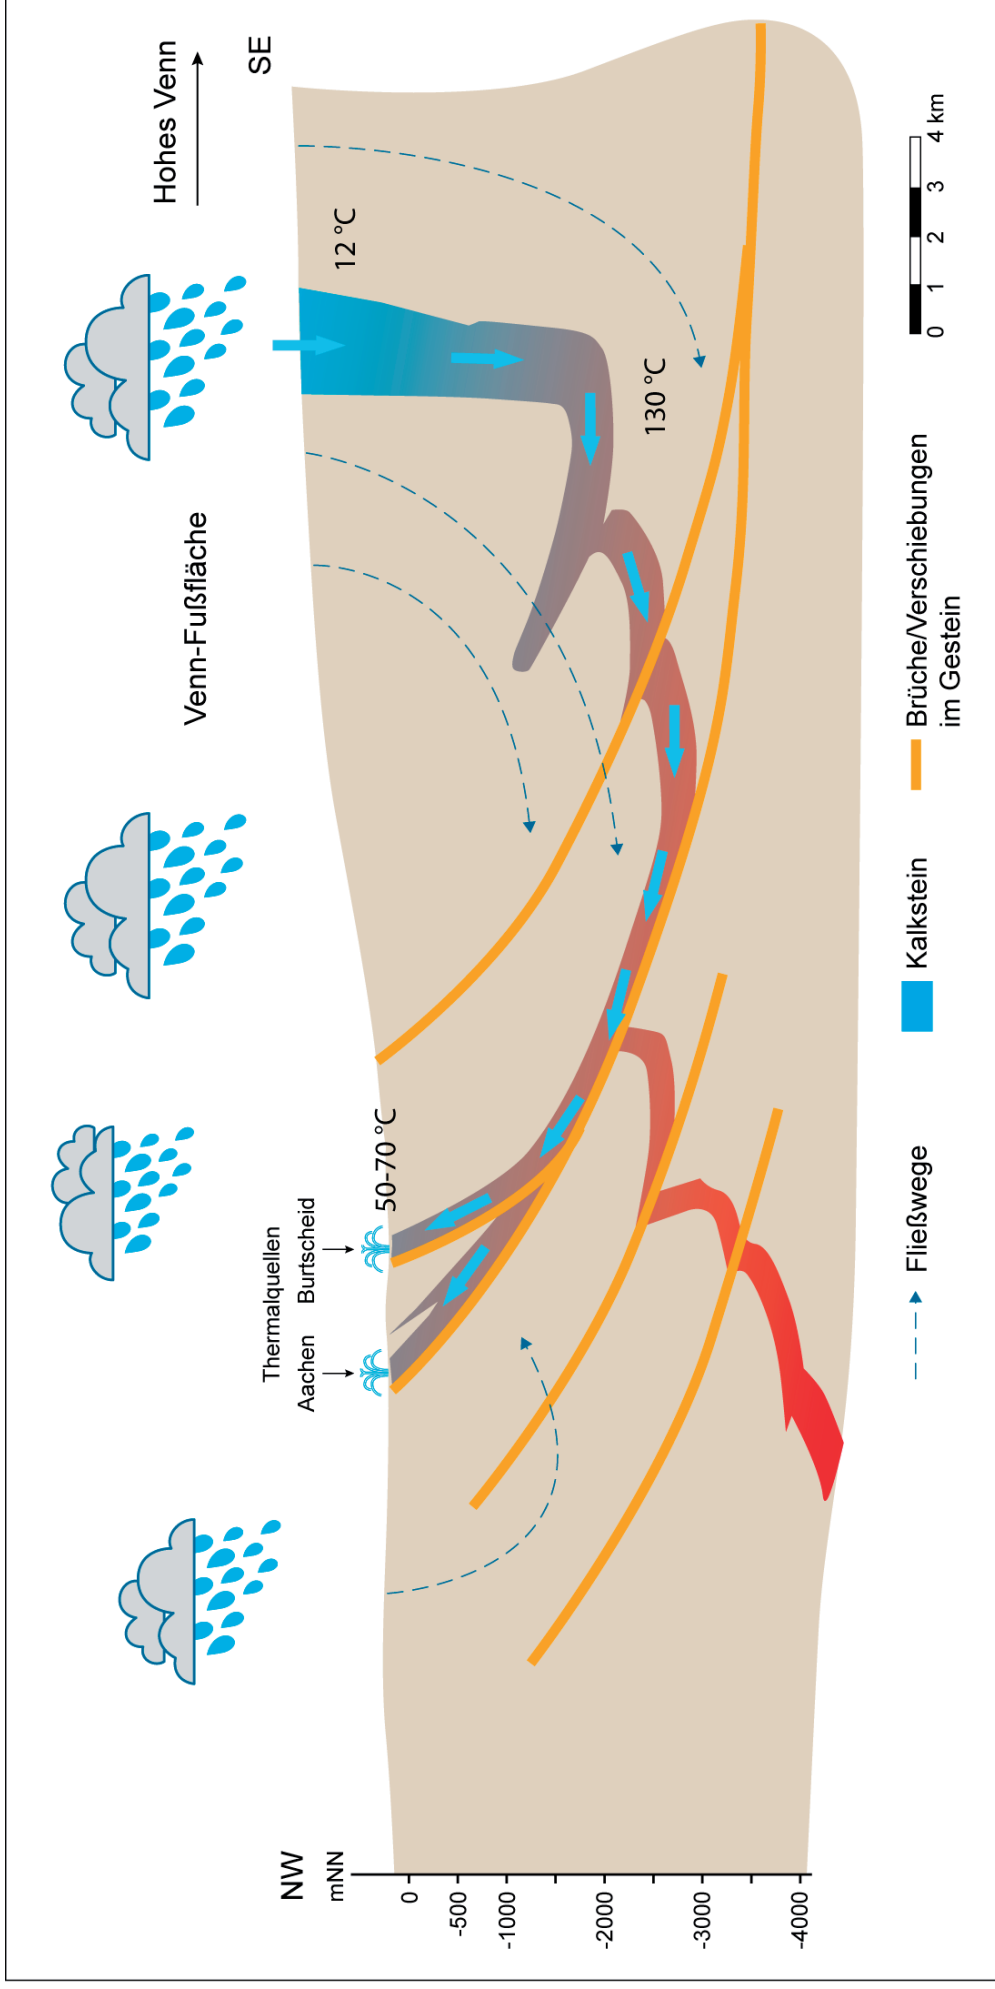 NW
SE
Hohes Venn
Venn-Fußfläche
Thermalquellen
Aachen
Burtscheid
50-70 °C
12 °C
130 °C
mNN
0
-500
-1000
-2000
-3000
-4000
Fließwege
Kalkstein
Brüche/Verschiebungen
im Gestein
0 1 2 3 4 km